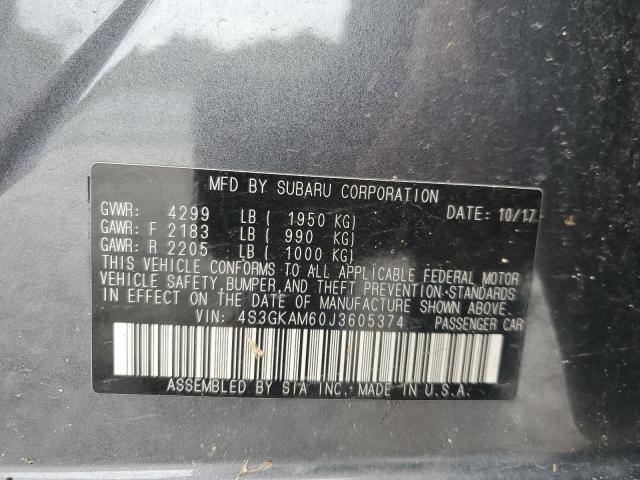 MFD BY SUBARU CORPORATION
GVWR: 4299 LB ( 1950 KG) DATE: 10/17
GAWR: F 2183 LB ( 990 KG)
GAWR: R 2205 LB ( 1000 KG)
THIS VEHICLE CONFORMS TO ALL APPLICABLE FEDERAL MOTOR
VEHICLE SAFETY, BUMPER, AND THEFT PREVENTION STANDARDS
IN EFFECT ON THE DATE OF MANUFACTURE SHOWN ABOVE.
VIN: 4S3GKAM60J3605374 PASSENGER CAR
ASSEMBLED BY SIA INC. MADE IN U.S.A.